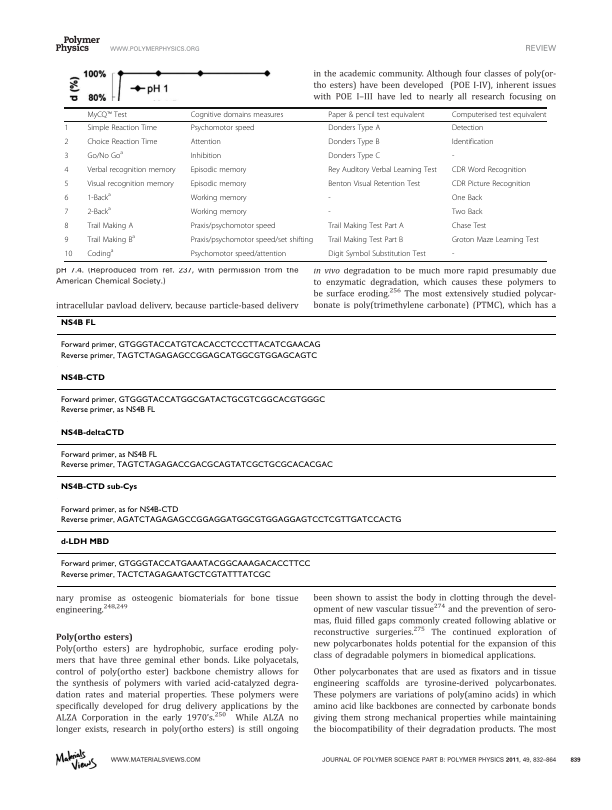 Polymer
Physics
WWW.POLYMERPHYSICS.ORG
REVIEW
d (%)
100%
80%
pH 1
in the academic community. Although four classes of poly(or-
tho esters) have been developed (POE I-IV), inherent issues
with POE I–III have led to nearly all research focusing on
MyCQ™ Test Cognitive domains measures Paper & pencil test equivalent Computerised test equivalent
1 Simple Reaction Time Psychomotor speed Donders Type A Detection
2 Choice Reaction Time Attention Donders Type B Identification
3 Go/No Goa Inhibition Donders Type C -
4 Verbal recognition memory Episodic memory Rey Auditory Verbal Learning Test CDR Word Recognition
5 Visual recognition memory Episodic memory Benton Visual Retention Test CDR Picture Recognition
6 1-Backa Working memory - One Back
7 2-Backa Working memory - Two Back
8 Trail Making A Praxis/psychomotor speed Trail Making Test Part A Chase Test
9 Trail Making Ba Praxis/psychomotor speed/set shifting Trail Making Test Part B Groton Maze Learning Test
10 Codinga Psychomotor speed/attention Digit Symbol Substitution Test -
pH 7.4. (Reproduced from ref. 237, with permission from the
American Chemical Society.)
intracellular payload delivery, because particle-based delivery
in vivo degradation to be much more rapid presumably due
to enzymatic degradation, which causes these polymers to
be surface eroding.256 The most extensively studied polycar-
bonate is poly(trimethylene carbonate) (PTMC), which has a
NS4B FL
Forward primer, GTGGGTACCATGTCACACCTCCCTTACATCGAACAG
Reverse primer, TAGTCTAGAGAGCCGGAGCATGGCGTGGAGCAGTC
NS4B-CTD
Forward primer, GTGGGTACCATGGCGATACTGCGTCGGCACGTGGGC
Reverse primer, as NS4B FL
NS4B-deltaCTD
Forward primer, as NS4B FL
Reverse primer, TAGTCTAGAGACCGACGCAGTATCGCTGCGCACACGAC
NS4B-CTD sub-Cys
Forward primer, as for NS4B-CTD
Reverse primer, AGATCTAGAGAGCCGGAGGATGGCGTGGAGGAGTCCTCGTTGATCCACTG
d-LDH MBD
Forward primer, GTGGGTACCATGAAATACGGCAAAGACACCTTCC
Reverse primer, TACTCTAGAGAATGCTCGTATTTATCGC
nary promise as osteogenic biomaterials for bone tissue
engineering.248,249
Poly(ortho esters)
Poly(ortho esters) are hydrophobic, surface eroding poly-
mers that have three geminal ether bonds. Like polyacetals,
control of poly(ortho ester) backbone chemistry allows for
the synthesis of polymers with varied acid-catalyzed degra-
dation rates and material properties. These polymers were
specifically developed for drug delivery applications by the
ALZA Corporation in the early 1970's.250 While ALZA no
longer exists, research in poly(ortho esters) is still ongoing
been shown to assist the body in clotting through the devel-
opment of new vascular tissue274 and the prevention of sero-
mas, fluid filled gaps commonly created following ablative or
reconstructive surgeries.275 The continued exploration of
new polycarbonates holds potential for the expansion of this
class of degradable polymers in biomedical applications.
Other polycarbonates that are used as fixators and in tissue
engineering scaffolds are tyrosine-derived polycarbonates.
These polymers are variations of poly(amino acids) in which
amino acid like backbones are connected by carbonate bonds
giving them strong mechanical properties while maintaining
the biocompatibility of their degradation products. The most
Materials
Views
WWW.MATERIALSVIEWS.COM
JOURNAL OF POLYMER SCIENCE PART B: POLYMER PHYSICS 2011, 49, 832–864 839